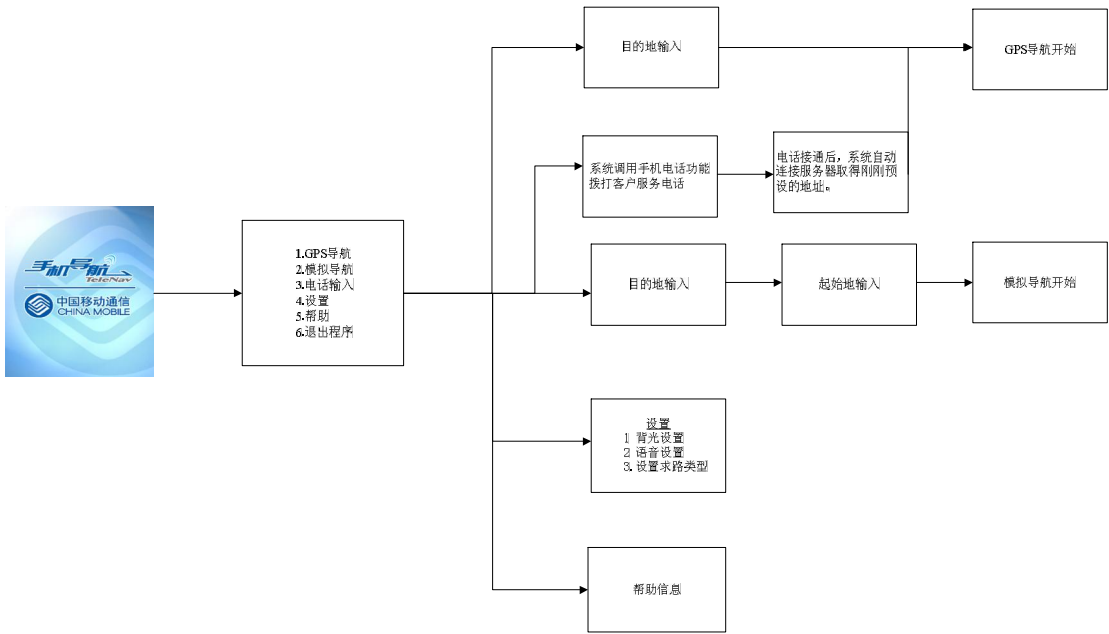 目的地输入
GPS导航开始
系统调用手机电话功能
拨打客户服务电话
电话接通后，系统自动
连接服务器取得刚刚预
设的地址。
手机导航
TeleNav
中国移动通信
CHINA MOBILE
1.GPS导航
2.模拟导航
3.电话输入
4.设置
5.帮助
6.退出程序
目的地输入
起始地输入
模拟导航开始
设置
1 背光设置
2 语音设置
3.设置求路类型
帮助信息